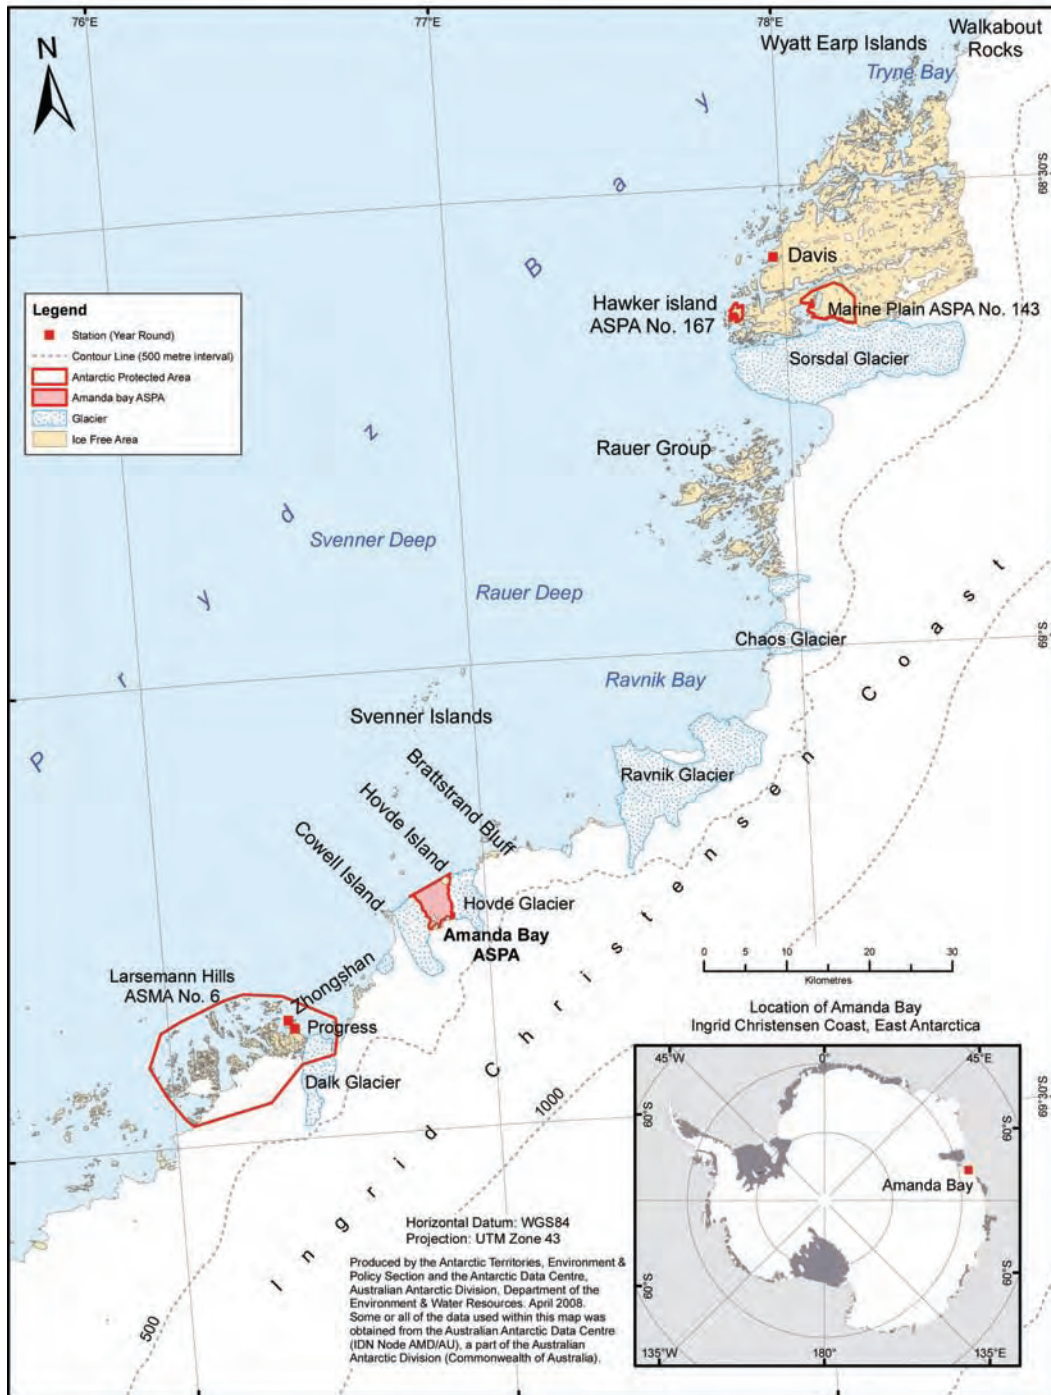 76°E
77°E
78°E
N
Wyatt Earp Islands
Walkabout
Rocks
Tryne Bay
68°30'S
Prydz Bay
Davis
Hawker island
ASPA No. 167
Marine Plain ASPA No. 143
Sorsdal Glacier
Legend
Station (Year Round)
Contour Line (500 metre interval)
Antarctic Protected Area
Amanda bay ASPA
Glacier
Ice Free Area
Rauer Group
Svenner Deep
Rauer Deep
Chaos Glacier
69°S
Ravnik Bay
Svenner Islands
Ravnik Glacier
Brattstrand Bluff
Hovde Island
Cowell Island
Hovde Glacier
Amanda Bay
ASPA
Ingrid Christensen Coast
Larsemann Hills
ASMA No. 6
Zhongshan
Progress
Dalk Glacier
0 5 10 20 30
Kilometres
69°30'S
1000
500
Location of Amanda Bay
Ingrid Christensen Coast, East Antarctica
45°W
0°
45°E
60°S
60°S
Amanda Bay
60°S
60°S
135°W
180°
135°E
Horizontal Datum: WGS84
Projection: UTM Zone 43
Produced by the Antarctic Territories, Environment &
Policy Section and the Antarctic Data Centre,
Australian Antarctic Division, Department of the
Environment & Water Resources. April 2008.
Some or all of the data used within this map was
obtained from the Australian Antarctic Data Centre
(IDN Node AMD/AU), a part of the Australian
Antarctic Division (Commonwealth of Australia).